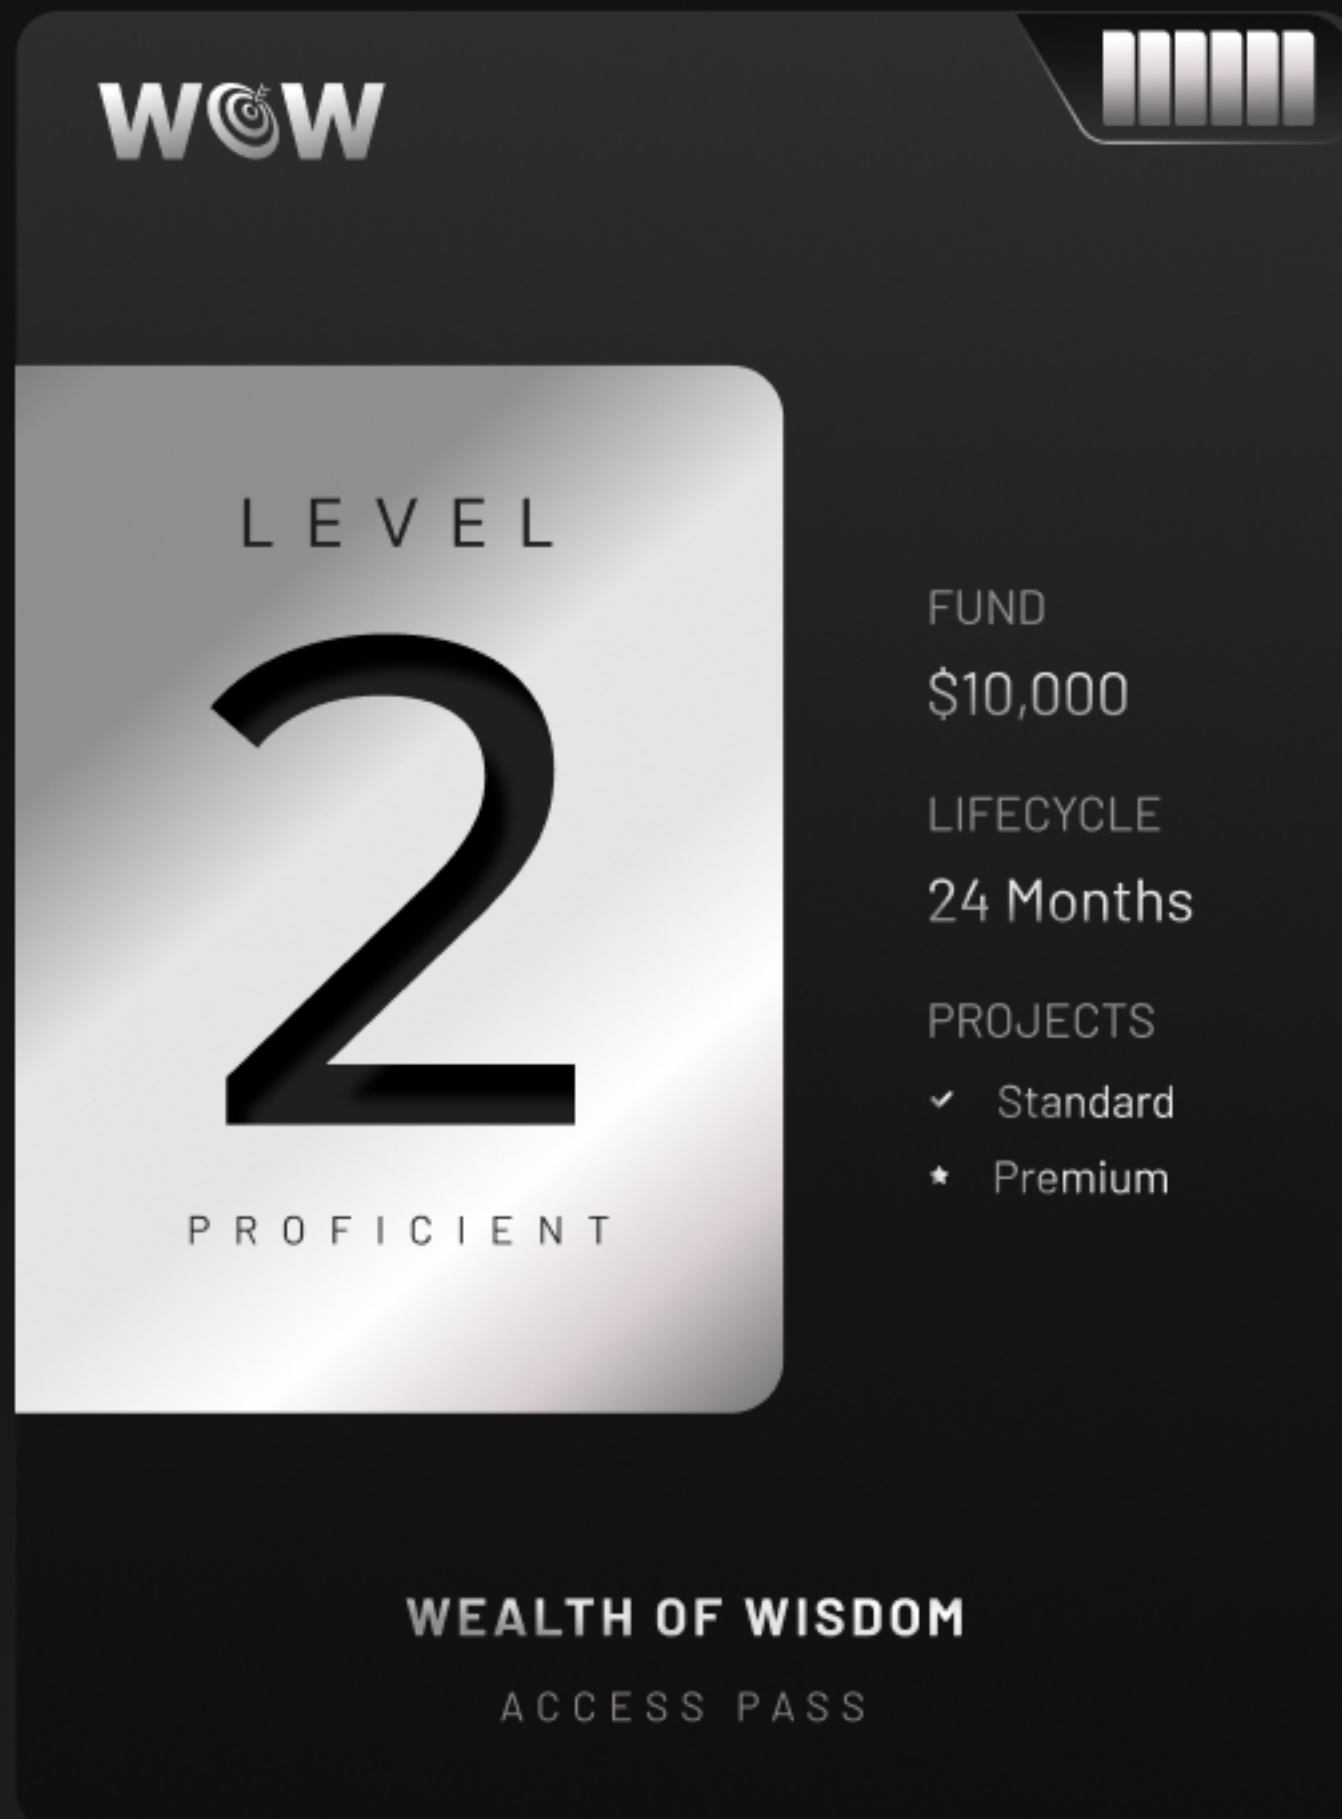 WOW
LEVEL
2
PROFICIENT
FUND
$10,000
LIFECYCLE
24 Months
PROJECTS
Standard
Premium
WEALTH OF WISDOM
ACCESS PASS